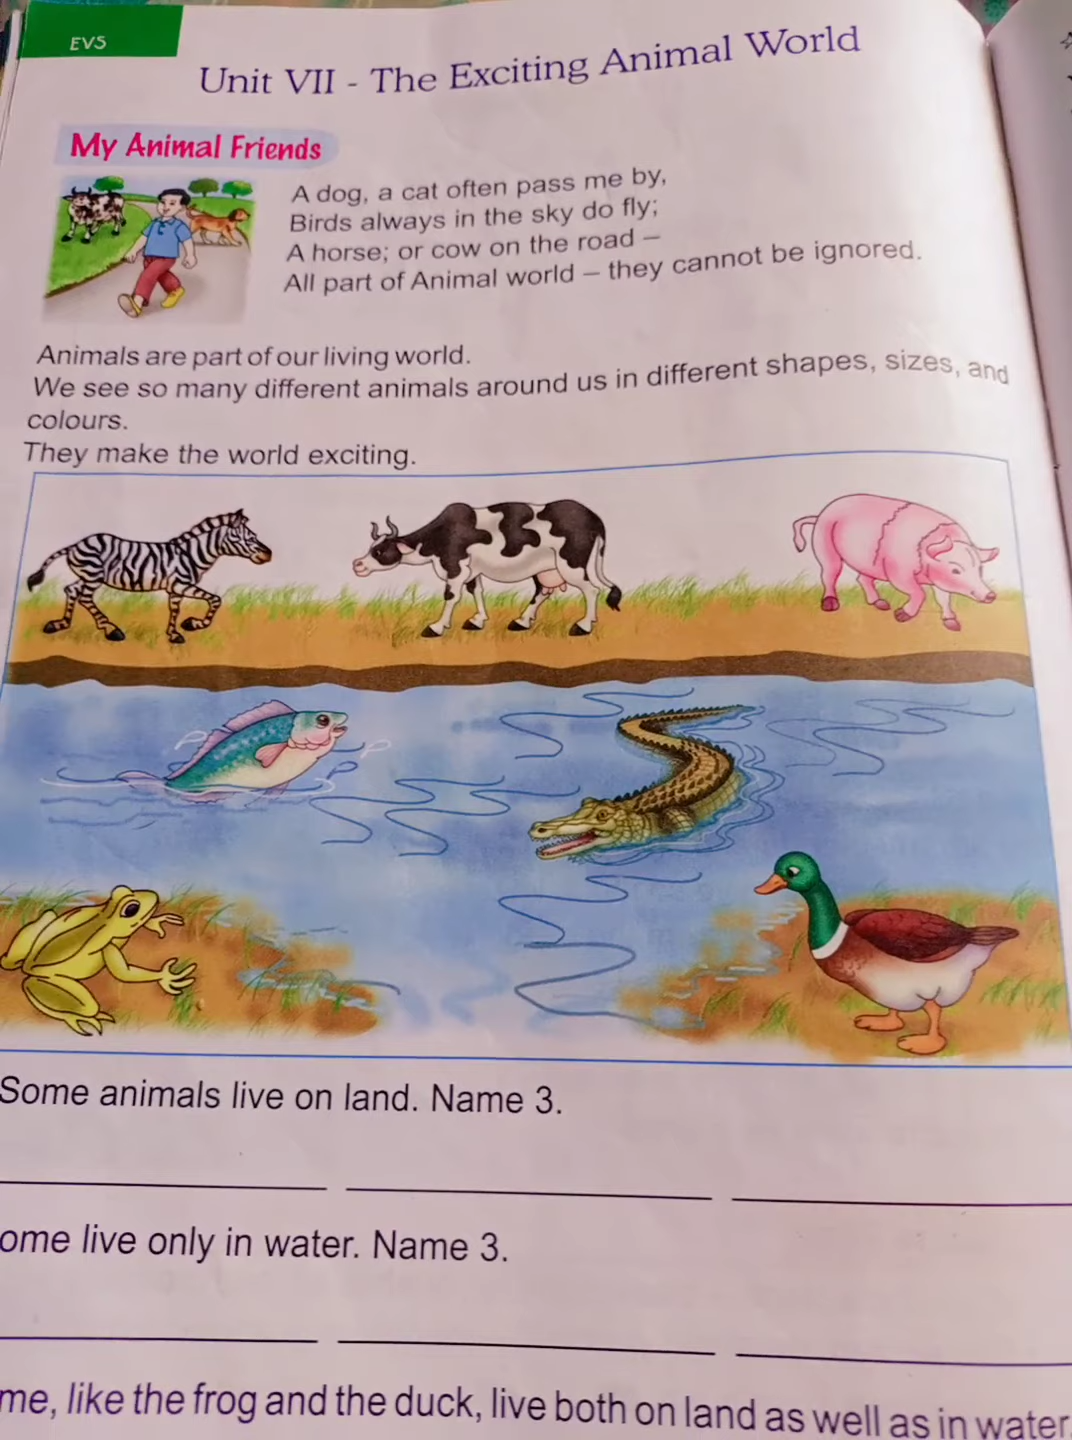 EVS
Unit VII - The Exciting Animal World
My Animal Friends
A dog, a cat often pass me by,
Birds always in the sky do fly;
A horse; or cow on the road –
All part of Animal world – they cannot be ignored.
Animals are part of our living world.
We see so many different animals around us in different shapes, sizes, and
colours.
They make the world exciting.
Some animals live on land. Name 3.
ome live only in water. Name 3.
me, like the frog and the duck, live both on land as well as in water.